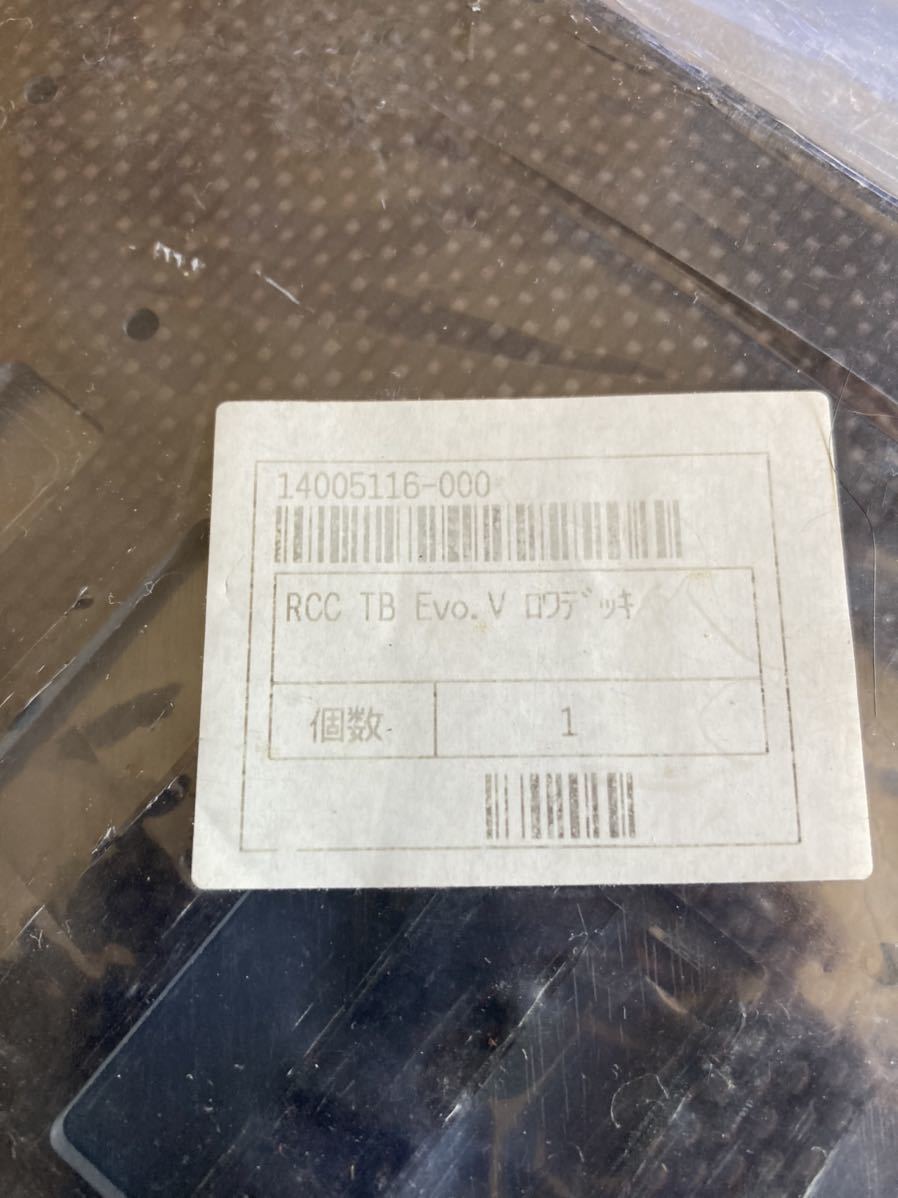 14005116-000
RCC TB Evo.V ﾛﾜﾃﾞｯｷ
個数
1